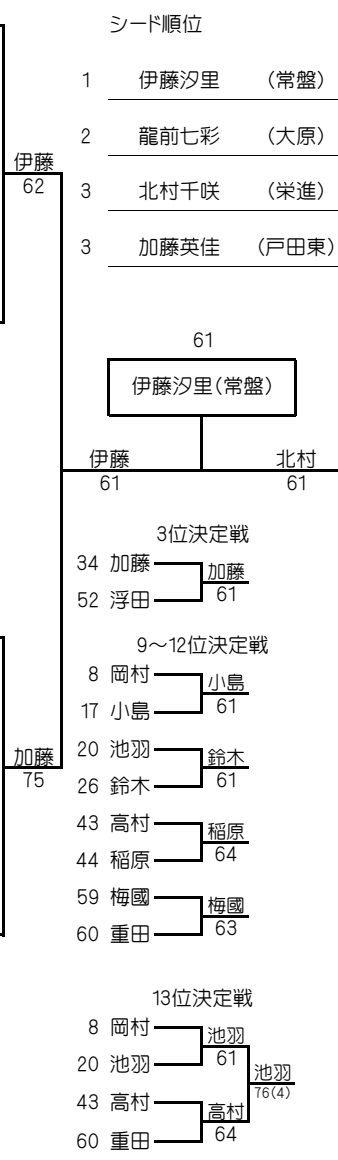 シード順位
1 伊藤汐里 (常盤)
2 龍前七彩 (大原)
3 北村千咲 (栄進)
3 加藤英佳 (戸田東)
伊藤
62
61
伊藤汐里(常盤)
伊藤 北村
61 61
3位決定戦
34 加藤
加藤
61
52 浮田
9～12位決定戦
8 岡村
小島
61
17 小島
加藤
75
20 池羽
鈴木
61
26 鈴木
43 高村
稲原
64
44 稲原
59 梅國
梅國
63
60 重田
13位決定戦
8 岡村
池羽
61
20 池羽
池羽
76(4)
43 高村
高村
64
60 重田